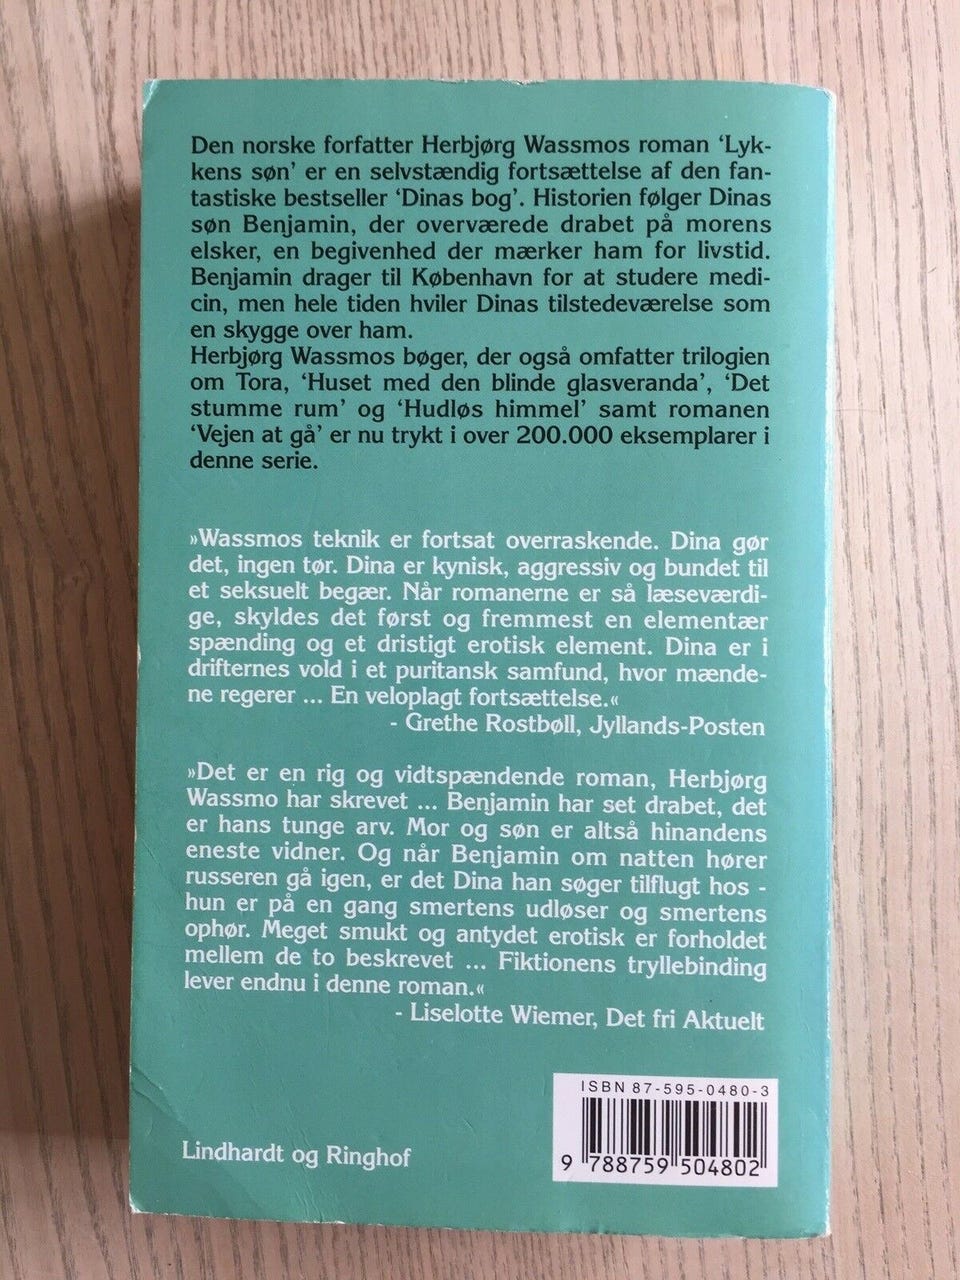 Den norske forfatter Herbjørg Wassmos roman ‘Lyk-
kens søn’ er en selvstændig fortsættelse af den fan-
tastiske bestseller ‘Dinas bog’. Historien følger Dinas
søn Benjamin, der overværede drabet på morens
elsker, en begivenhed der mærker ham for livstid.
Benjamin drager til København for at studere medi-
cin, men hele tiden hviler Dinas tilstedeværelse som
en skygge over ham.
Herbjørg Wassmos bøger, der også omfatter trilogien
om Tora, ‘Huset med den blinde glasveranda’, ‘Det
stumme rum’ og ‘Hudløs himmel’ samt romanen
‘Vejen at gå’ er nu trykt i over 200.000 eksemplarer i
denne serie.
»Wassmos teknik er fortsat overraskende. Dina gør
det, ingen tør. Dina er kynisk, aggressiv og bundet til
et seksuelt begær. Når romanerne er så læseværdi-
ge, skyldes det først og fremmest en elementær
spænding og et dristigt erotisk element. Dina er i
drifternes vold i et puritansk samfund, hvor mænde-
ne regerer ... En veloplagt fortsættelse.«
- Grethe Rostbøll, Jyllands-Posten
»Det er en rig og vidtspændende roman, Herbjørg
Wassmo har skrevet ... Benjamin har set drabet, det
er hans tunge arv. Mor og søn er altså hinandens
eneste vidner. Og når Benjamin om natten hører
russeren gå igen, er det Dina han søger tilflugt hos -
hun er på en gang smertens udløser og smertens
ophør. Meget smukt og antydet erotisk er forholdet
mellem de to beskrevet ... Fiktionens tryllebinding
lever endnu i denne roman.«
- Liselotte Wiemer, Det fri Aktuelt
ISBN 87-595-0480-3
9 788759 504802
Lindhardt og Ringhof